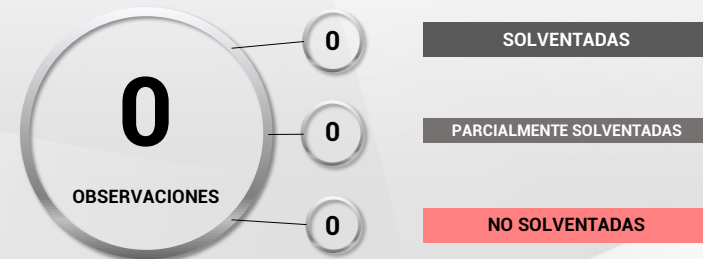 0
OBSERVACIONES
0
SOLVENTADAS
0
PARCIALMENTE SOLVENTADAS
0
NO SOLVENTADAS